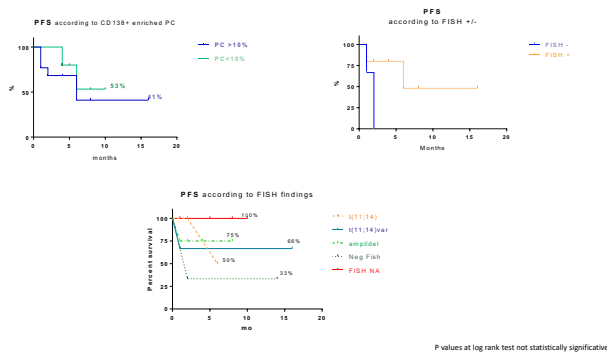 PFS according to CD138+ enriched PC
PC >10%
PC<10%
100
50
0
%
53%
41%
0 5 10 15 20
months
PFS
according to FISH +/-
FISH -
FISH +
100
75
50
25
0
%
0 5 10 15 20
Months
PFS according to FISH findings
t(11;14)
t(11;14)var
ampl/del
Neg Fish
FISH NA
100
75
50
25
0
Percent survival
100%
75%
66%
50%
33%
0 5 10 15 20
mo
P values at log rank test not statistically significative